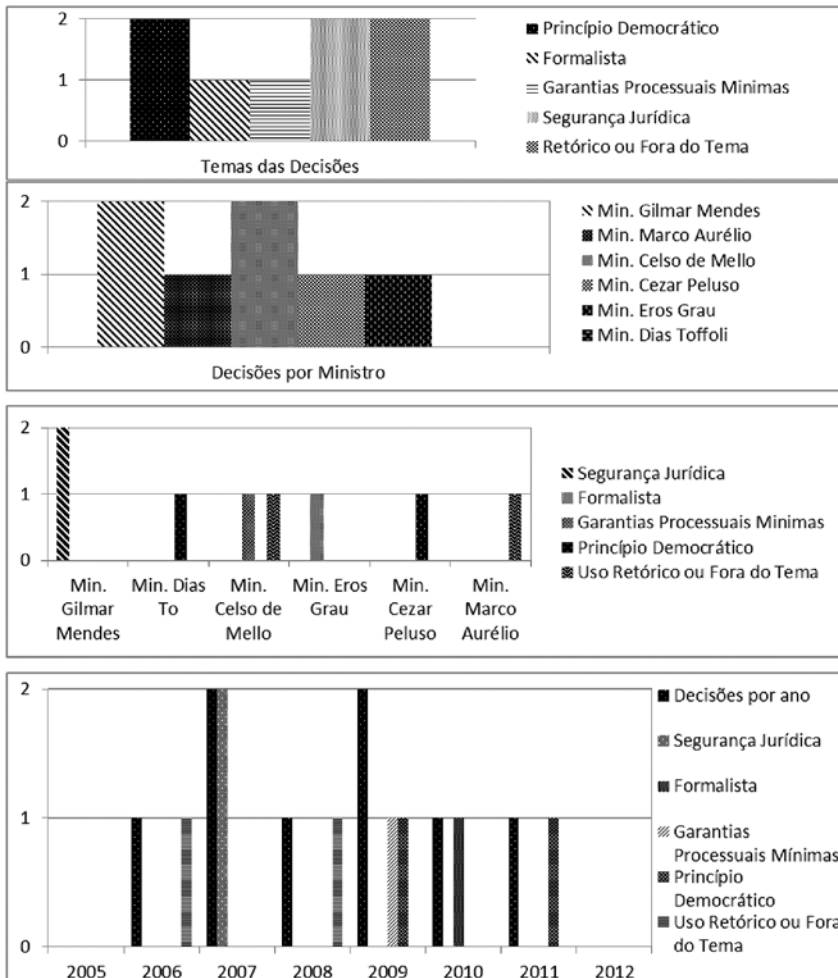 2
1
0
Temas das Decisões
Princípio Democrático
Formalista
Garantias Processuais Minimas
Segurança Jurídica
Retórico ou Fora do Tema
2
1
0
Decisões por Ministro
Min. Gilmar Mendes
Min. Marco Aurélio
Min. Celso de Mello
Min. Cezar Peluso
Min. Eros Grau
Min. Dias Toffoli
2
1
0
Min. Gilmar Mendes
Min. Dias To
Min. Celso de Mello
Min. Eros Grau
Min. Cezar Peluso
Min. Marco Aurélio
Segurança Jurídica
Formalista
Garantias Processuais Minimas
Princípio Democrático
Uso Retórico ou Fora do Tema
2
1
0
2005 2006 2007 2008 2009 2010 2011 2012
Decisões por ano
Segurança Jurídica
Formalista
Garantias
Processuais Mínimas
Princípio
Democrático
Uso Retórico ou Fora
do Tema